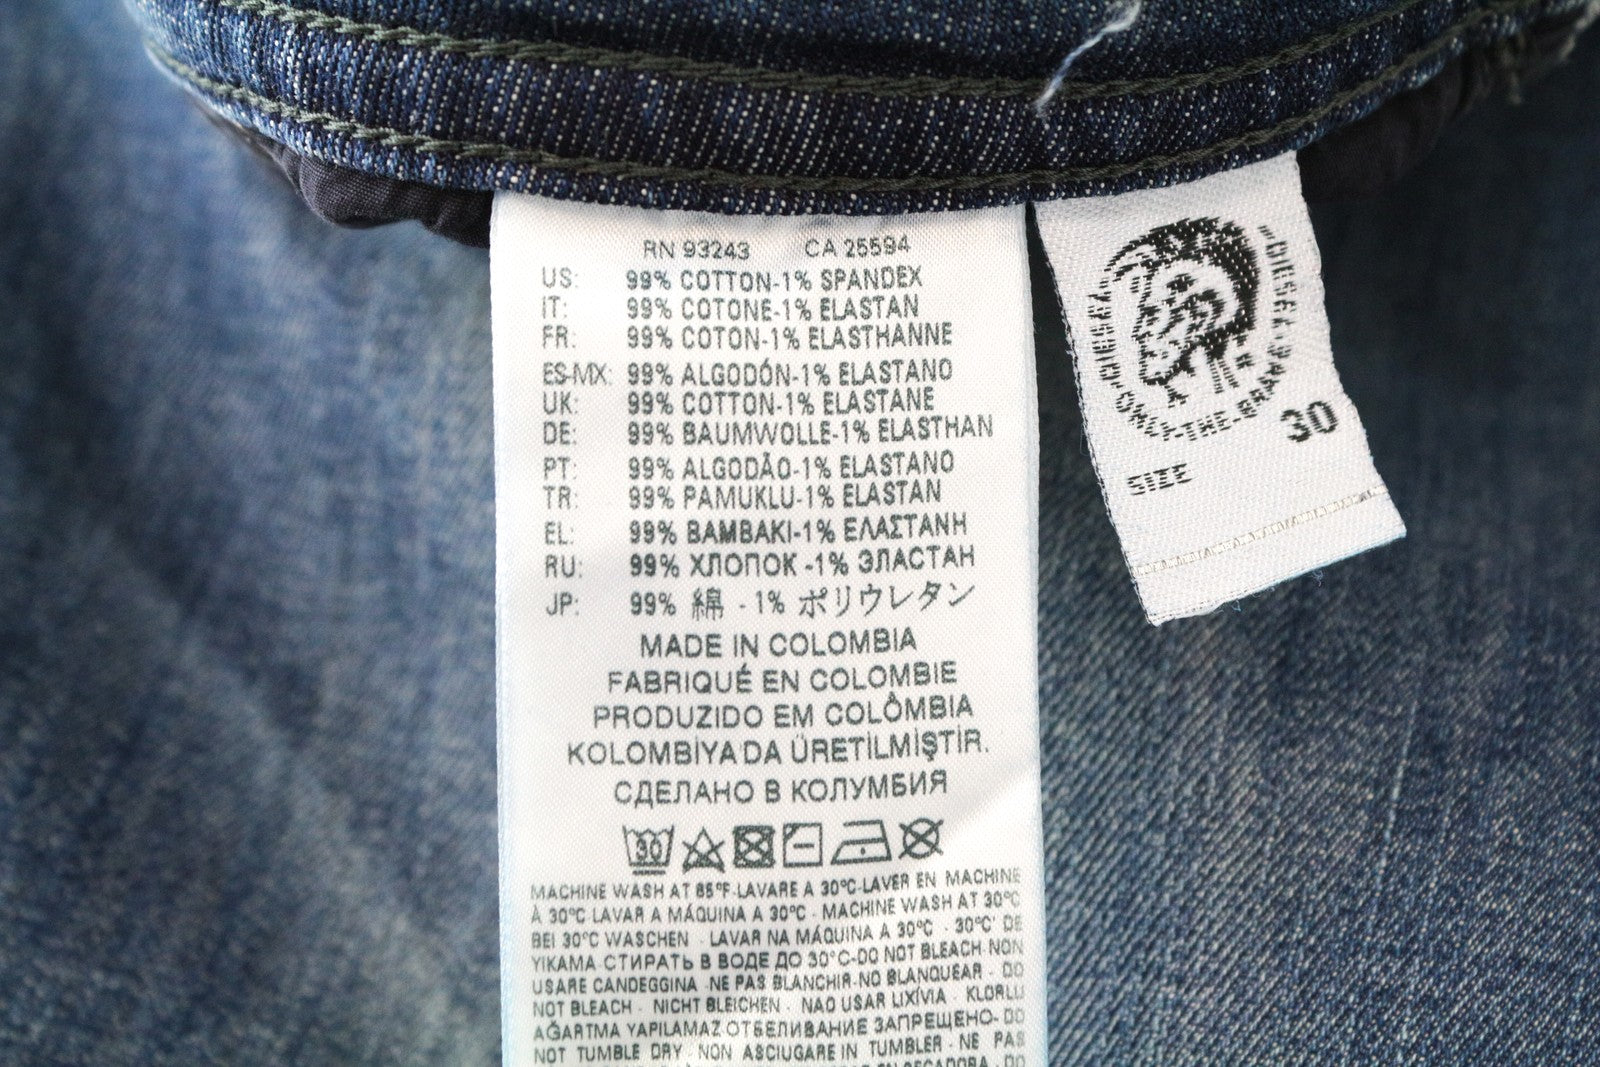 RN 93243 CA 25594
US: 99% COTTON-1% SPANDEX
IT: 99% COTONE-1% ELASTAN
FR: 99% COTON-1% ELASTHANNE
ES-MX: 99% ALGODÓN-1% ELASTANO
UK: 99% COTTON-1% ELASTANE
DE: 99% BAUMWOLLE-1% ELASTHAN
PT: 99% ALGODÃO-1% ELASTANO
TR: 99% PAMUKLU-1% ELASTAN
EL: 99% BAMBAKI-1% ΕΛΑΣΤΑΝΗ
RU: 99% ХЛОПОК -1% ЭЛАСТАН
JP: 99% 綿 - 1% ポリウレタン
MADE IN COLOMBIA
FABRIQUÉ EN COLOMBIE
PRODUZIDO EM COLÔMBIA
KOLOMBİYA DA ÜRETİLMİŞTİR.
СДЕЛАНО В КОЛУМБИЯ
30
MACHINE WASH AT 85°F-LAVARE A 30°C-LAVER EN MACHINE
À 30°C LAVAR A MÁQUINA A 30°C - MACHINE WASH AT 30°C
BEI 30°C WASCHEN - LAVAR NA MÁQUINA A 30°C - 30°C' DE
YIKAMA-СТИРАТЬ В ВОДЕ ДО 30°C-DO NOT BLEACH-NON
USARE CANDEGGINA -NE PAS BLANCHIR-NO BLANQUEAR - DO
NOT BLEACH - NICHT BLEICHEN - NAO USAR LIXÍVIA - KLORLU
AĞARTMA YAPILAMAZ ОТБЕЛИВАНИЕ ЗАПРЕЩЕНО- DO
NOT TUMBLE DRY - NON ASCIUGARE IN TUMBLER - NE PAS
"DIESEL"
ONLY-THE-BRAVE
"DIESEL"
SIZE 30